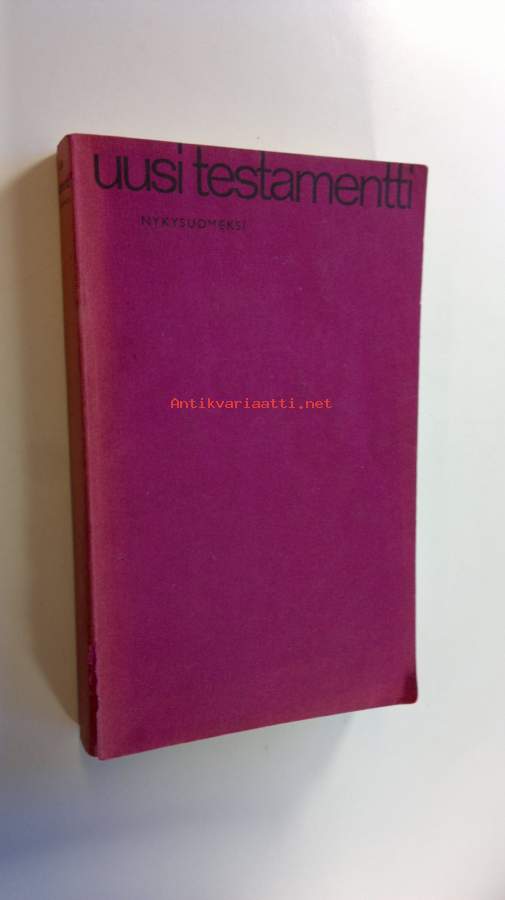 uusi testamentti
NYKYSUOMEKSI
Antikvariaatti.net